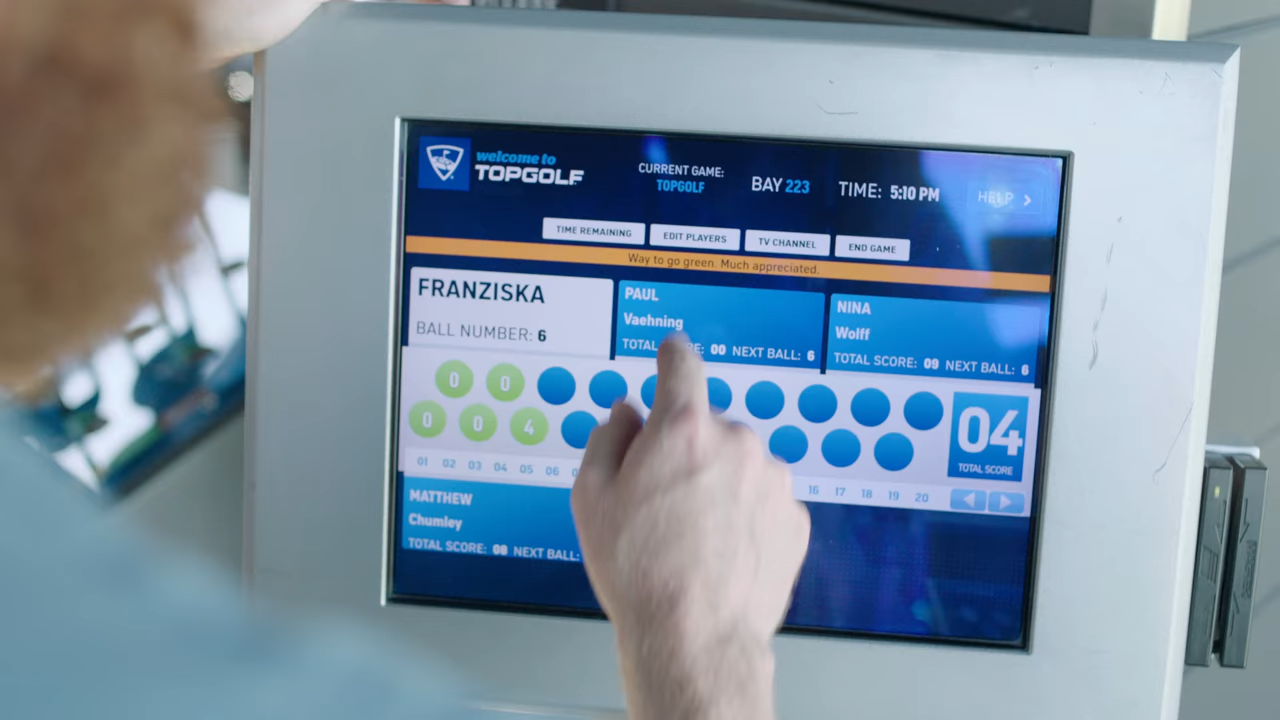 welcome to
TOPGOLF
CURRENT GAME:
TOPGOLF
BAY 223
TIME: 5:10 PM
HELP >
TIME REMAINING
EDIT PLAYERS
TV CHANNEL
END GAME
Way to go green. Much appreciated.
FRANZISKA
BALL NUMBER: 6
PAUL
Vaehning
TOTAL RE: 00 NEXT BALL: 6
NINA
Wolff
TOTAL SCORE: 09 NEXT BALL: 6
0 0
0 0 4
04
TOTAL SCORE
01 02 03 04 05 06 16 17 18 19 20
MATTHEW
Chumley
TOTAL SCORE: 08 NEXT BALL: